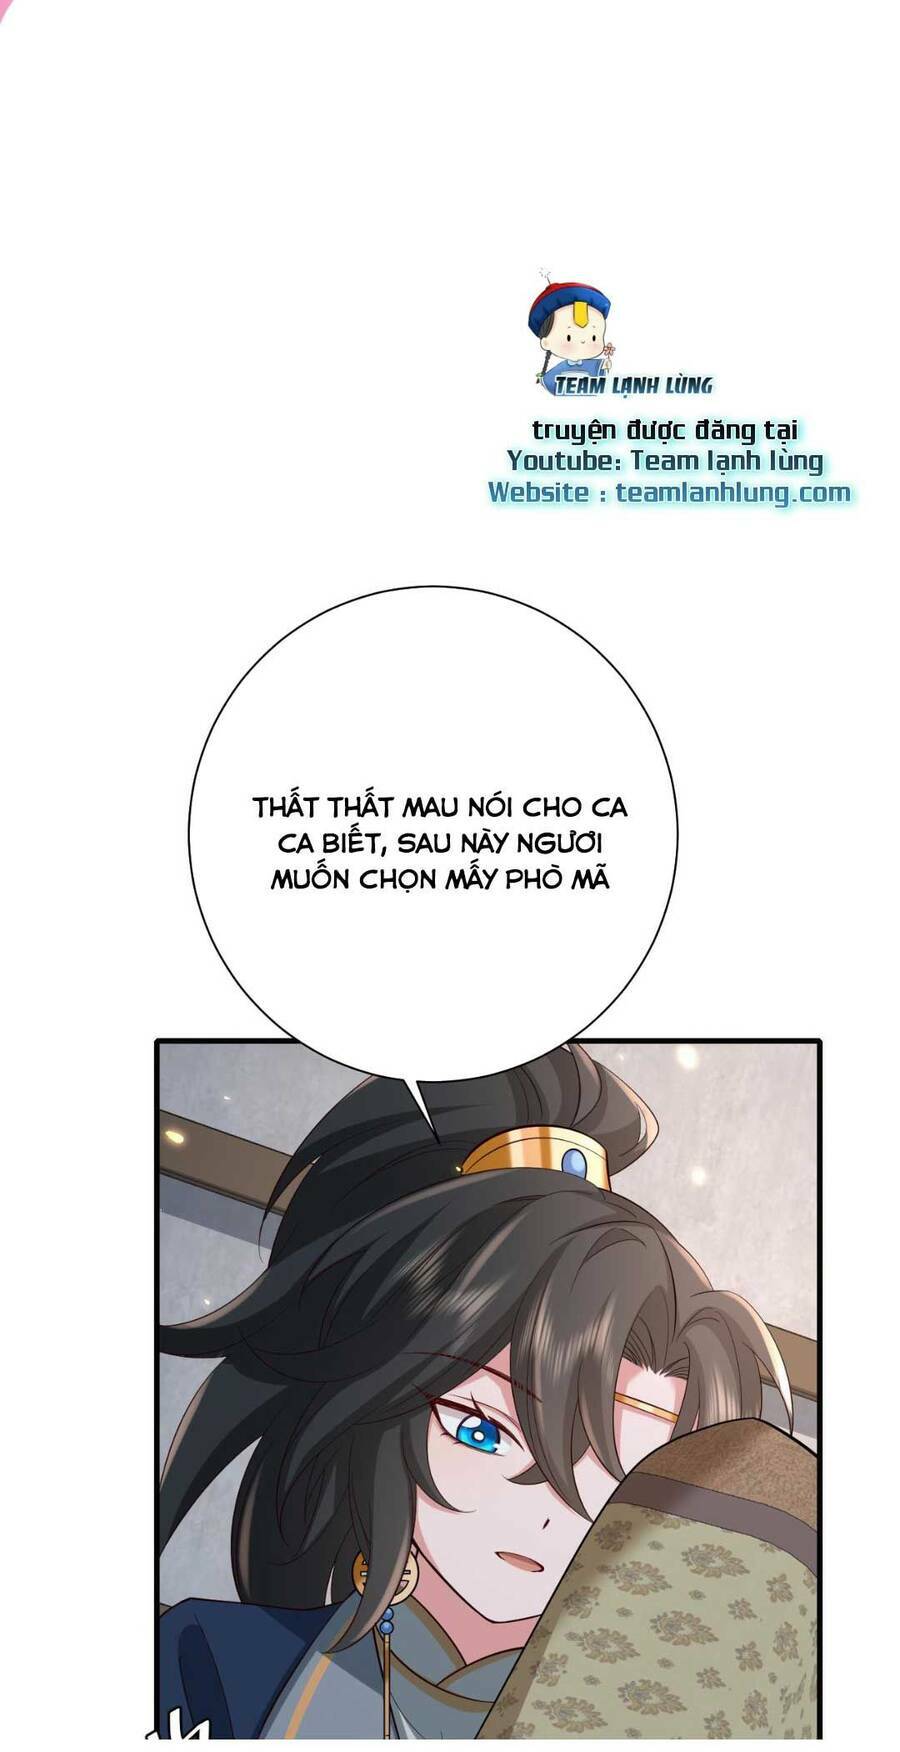 TEAM LẠNH LÙNG
truyện được đăng tại
Youtube: Team lạnh lùng
Website : teamlanhlung.com
THẤT THẤT MAU NÓI CHO CA
CA BIẾT, SAU NÀY NGƯƠI
MUỐN CHỌN MẤY PHÒ MÃ